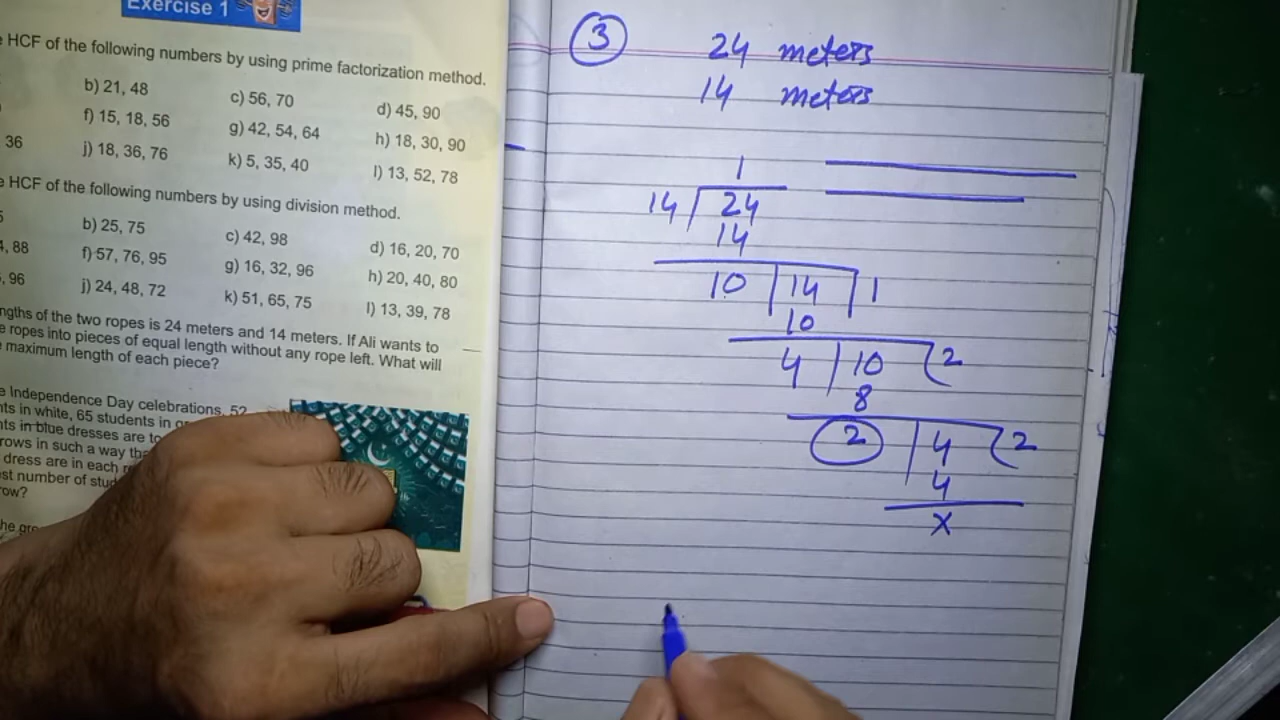 Exercise 1
HCF of the following numbers by using prime factorization method.
b) 21, 48 c) 56, 70 d) 45, 90
f) 15, 18, 56 g) 42, 54, 64 h) 18, 30, 90
36 j) 18, 36, 76 k) 5, 35, 40 l) 13, 52, 78
HCF of the following numbers by using division method.
b) 25, 75 c) 42, 98 d) 16, 20, 70
88 f) 57, 76, 95 g) 16, 32, 96 h) 20, 40, 80
96 j) 24, 48, 72 k) 51, 65, 75 l) 13, 39, 78
of the two ropes is 24 meters and 14 meters. If Ali wants to
ropes into pieces of equal length without any rope left. What will
maximum length of each piece?
Independence Day celebrations, 52
in white, 65 students in
in blue dresses are to
rows in such a way
dress are in each
number of
row?
3 24 meters
14 meters
1
14 24
14
10 14 1
10
4 10 2
8
2 4 2
4
x